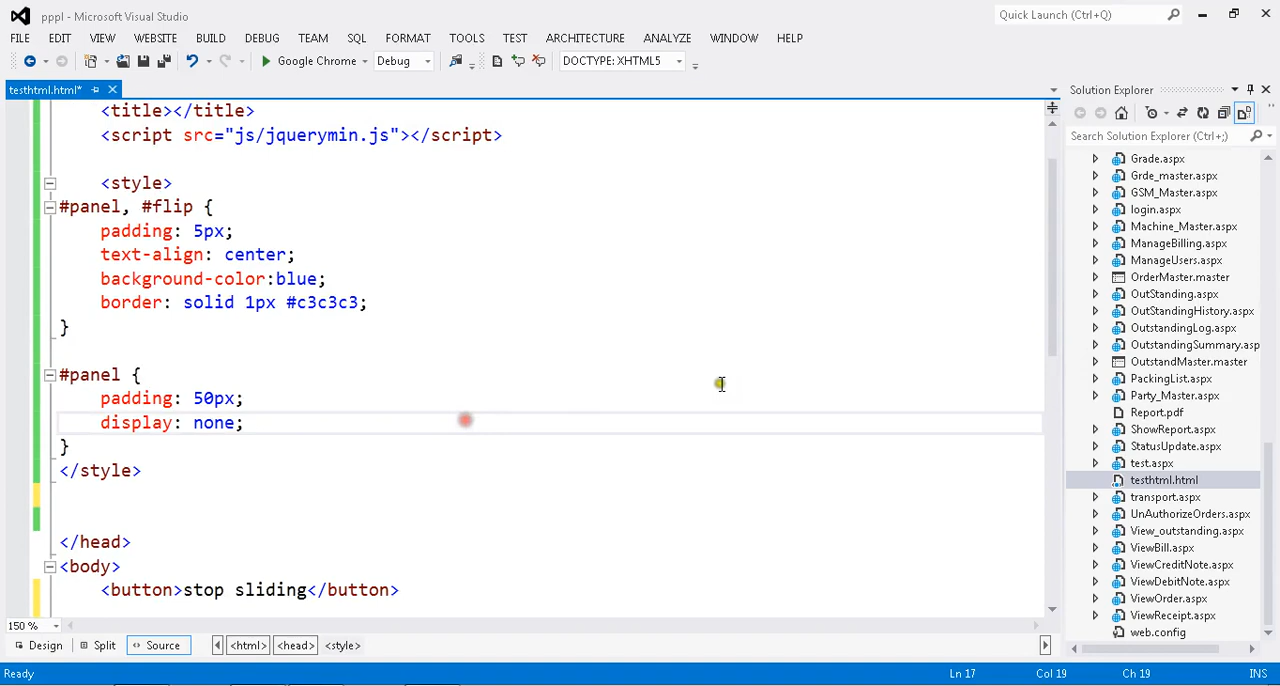 pppl - Microsoft Visual Studio
Quick Launch (Ctrl+Q)
FILE EDIT VIEW WEBSITE BUILD DEBUG TEAM SQL FORMAT TOOLS TEST ARCHITECTURE ANALYZE WINDOW HELP
Google Chrome Debug DOCTYPE: XHTML5
testhtml.html*
<title></title>
<script src="js/jquerymin.js"></script>
<style>
#panel, #flip {
padding: 5px;
text-align: center;
background-color:blue;
border: solid 1px #c3c3c3;
}
#panel {
padding: 50px;
display: none;
}
</style>
</head>
<body>
<button>stop sliding</button>
150 %
Design Split Source <html> <head> <style>
Ready Ln 17 Col 19 Ch 19 INS
Solution Explorer
Search Solution Explorer (Ctrl+;)
Grade.aspx
Grde_master.aspx
GSM_Master.aspx
login.aspx
Machine_Master.aspx
ManageBilling.aspx
ManageUsers.aspx
OrderMaster.master
OutStanding.aspx
OutStandingHistory.aspx
OutstandingLog.aspx
OutstandingSummary.asp
OutstandMaster.master
PackingList.aspx
Party_Master.aspx
Report.pdf
ShowReport.aspx
StatusUpdate.aspx
test.aspx
testhtml.html
transport.aspx
UnAuthorizeOrders.aspx
View_outstanding.aspx
ViewBill.aspx
ViewCreditNote.aspx
ViewDebitNote.aspx
ViewOrder.aspx
ViewReceipt.aspx
web.config